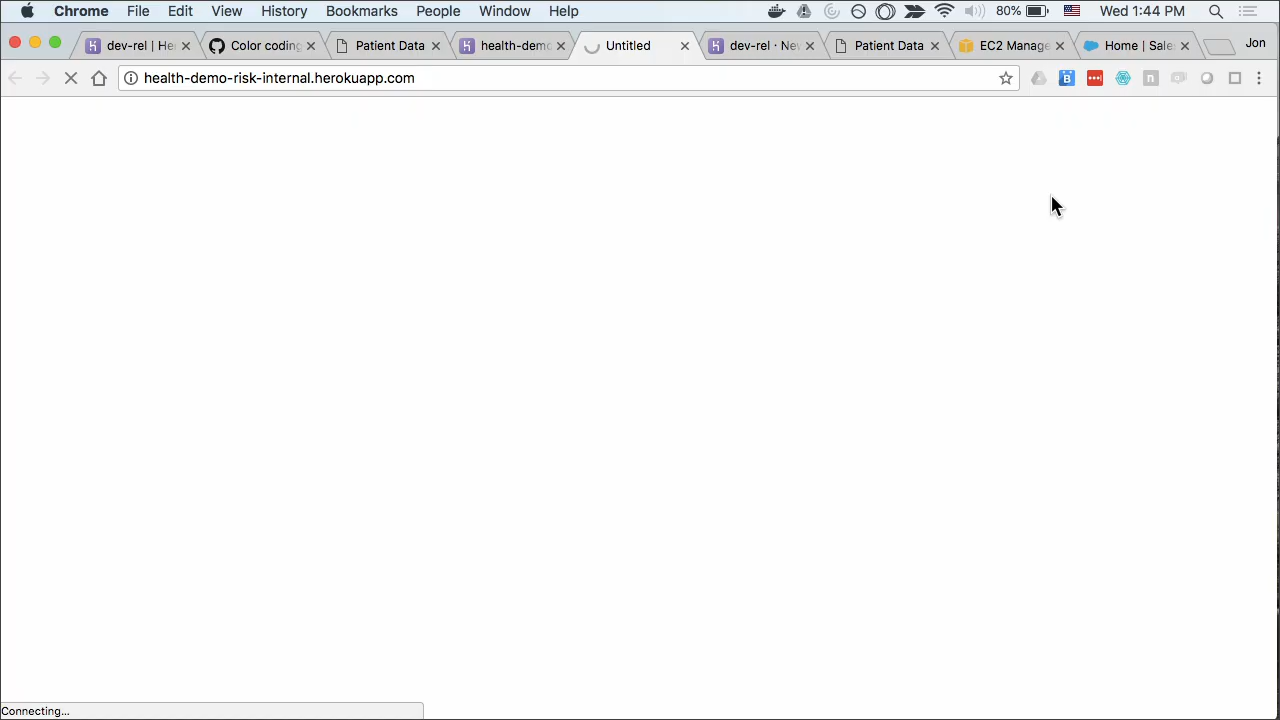 Chrome File Edit View History Bookmarks People Window Help 80% Wed 1:44 PM
dev-rel | He Color coding Patient Data health-demo Untitled dev-rel · Ne Patient Data EC2 Manage Home | Sale Jon
health-demo-risk-internal.herokuapp.com
Connecting...